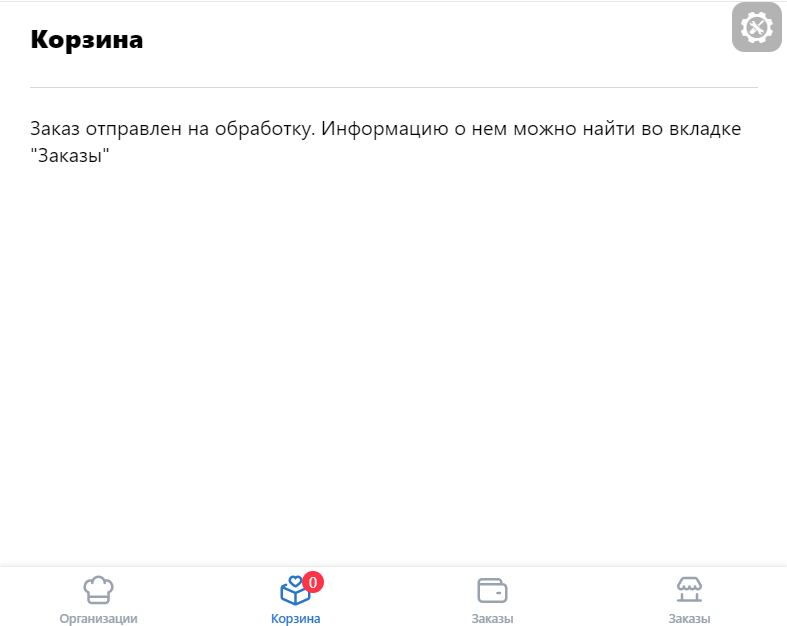 Корзина
Заказ отправлен на обработку. Информацию о нем можно найти во вкладке
"Заказы"
0
Организации
Корзина
Заказы
Заказы